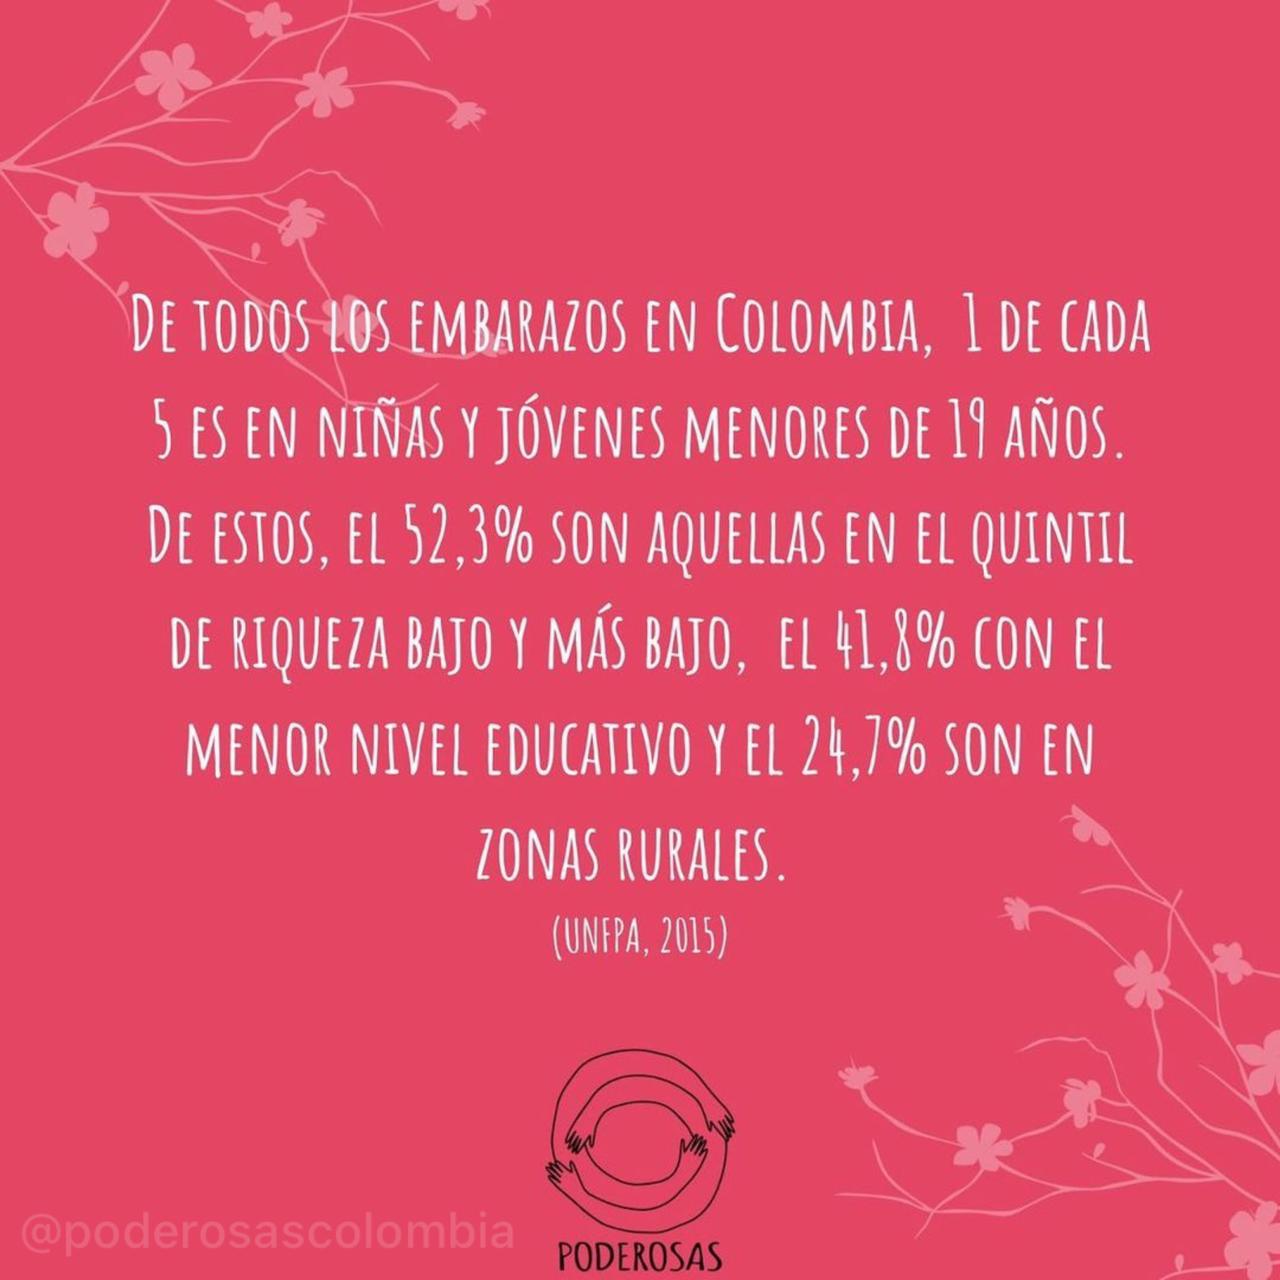 De todos los embarazos en Colombia, 1 de cada
5 es en niñas y jóvenes menores de 19 años.
De estos, el 52,3% son aquellas en el quintil
de riqueza bajo y más bajo, el 41,8% con el
menor nivel educativo y el 24,7% son en
zonas rurales.
(UNFPA, 2015)
PODEROSAS
@poderosascolombia